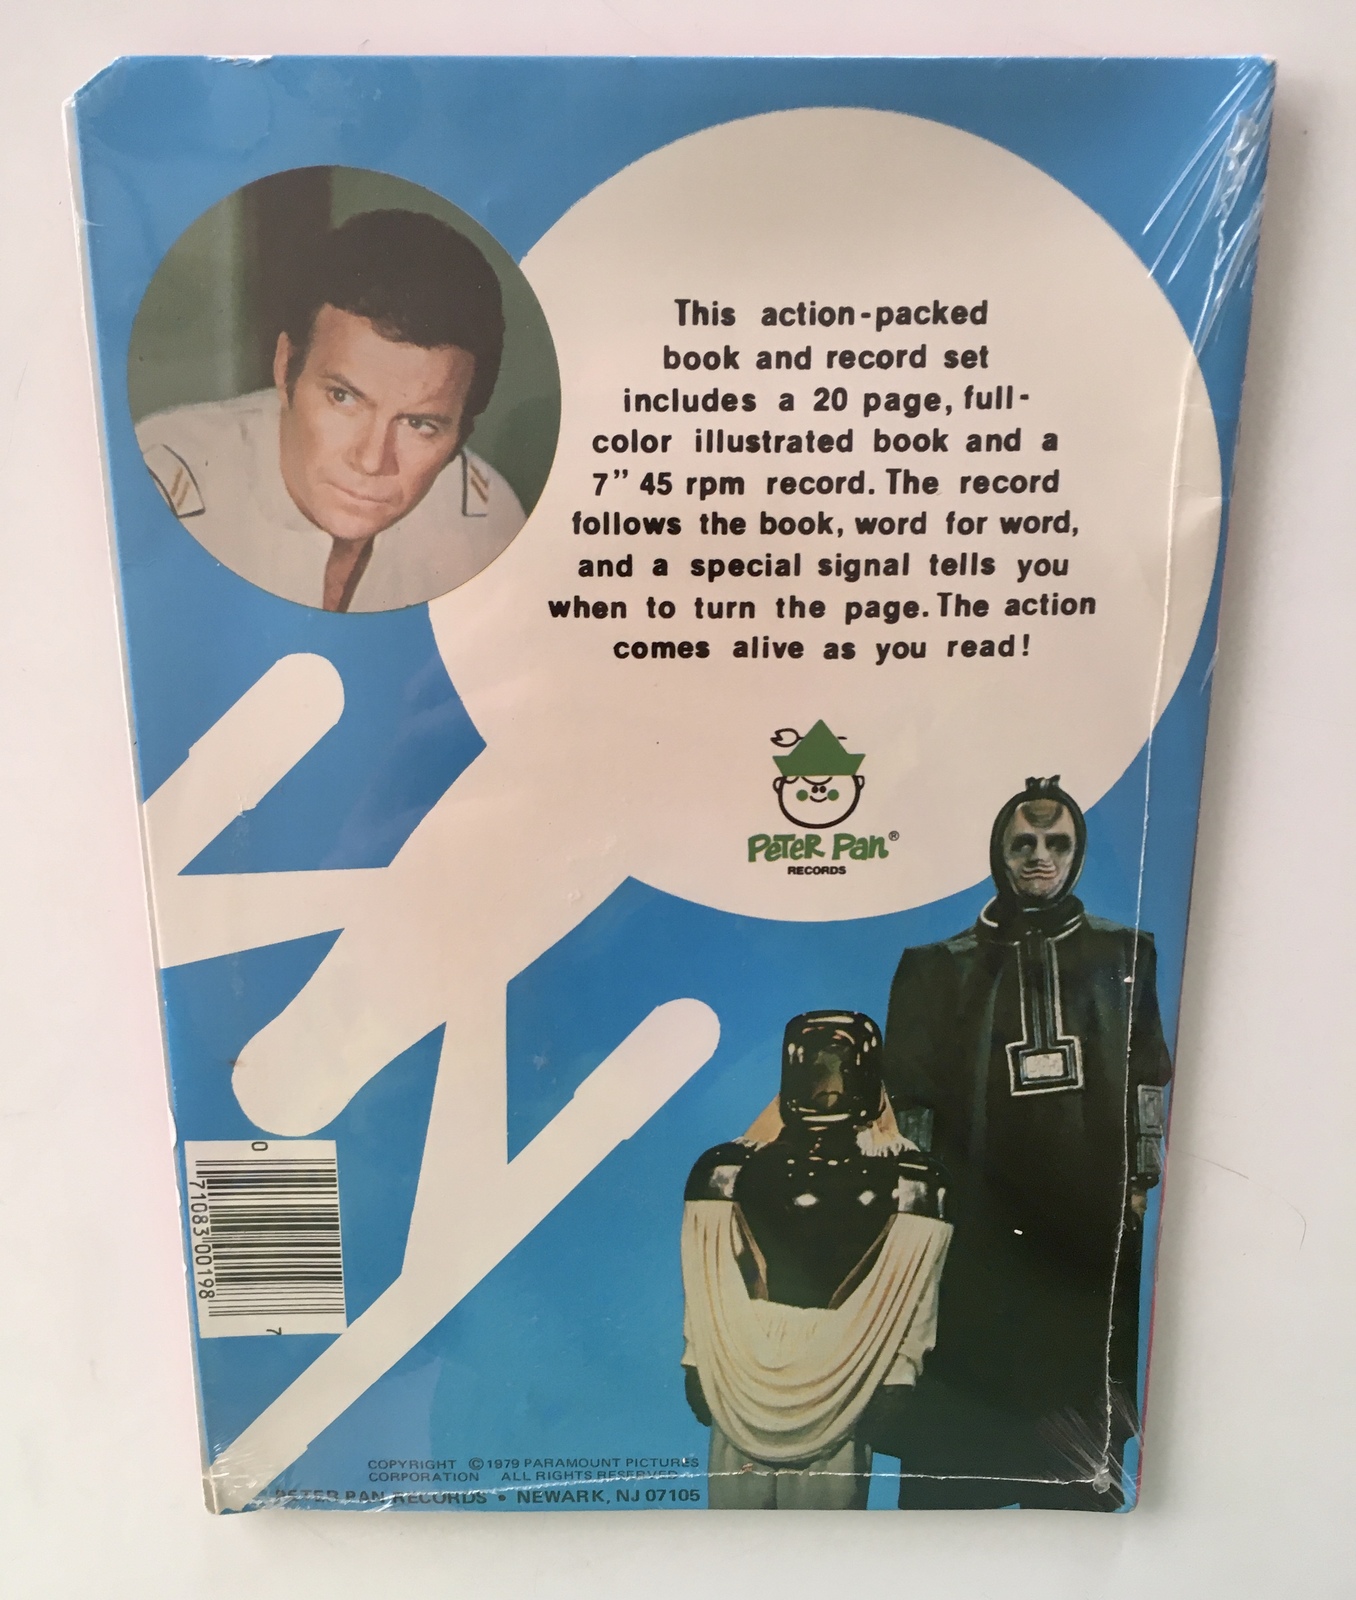 This action-packed
book and record set
includes a 20 page, full-
color illustrated book and a
7” 45 rpm record. The record
follows the book, word for word,
and a special signal tells you
when to turn the page. The action
comes alive as you read!
PETER PAN®
RECORDS
0
71083 00198
7
COPYRIGHT ©1979 PARAMOUNT PICTURES
CORPORATION ALL RIGHTS RESERVED
PETER PAN RECORDS • NEWARK, NJ 07105